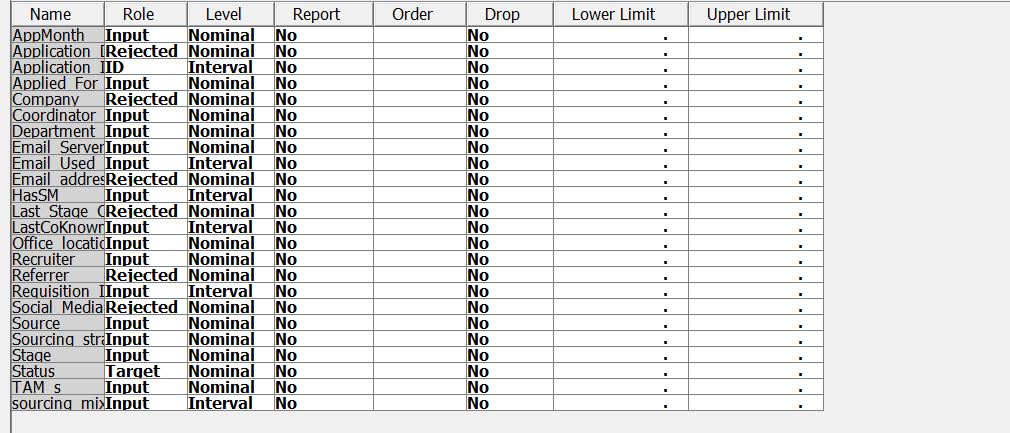 Name Role Level Report Order Drop Lower Limit Upper Limit
AppMonth Input Nominal No No . .
Application Rejected Nominal No No . .
Application ID Interval No No . .
Applied For Input Nominal No No . .
Company Rejected Nominal No No . .
Coordinator Input Nominal No No . .
Department Input Nominal No No . .
Email Server Input Nominal No No . .
Email Used Input Interval No No . .
Email addres Rejected Nominal No No . .
HasSM Input Interval No No . .
Last Stage Rejected Nominal No No . .
LastCoKnown Input Interval No No . .
Office locatio Input Nominal No No . .
Recruiter Input Nominal No No . .
Referrer Rejected Nominal No No . .
Requisition Input Interval No No . .
Social Media Rejected Nominal No No . .
Source Input Nominal No No . .
Sourcing stra Input Nominal No No . .
Stage Input Nominal No No . .
Status Target Nominal No No . .
TAM s Input Nominal No No . .
sourcing mix Input Interval No No . .